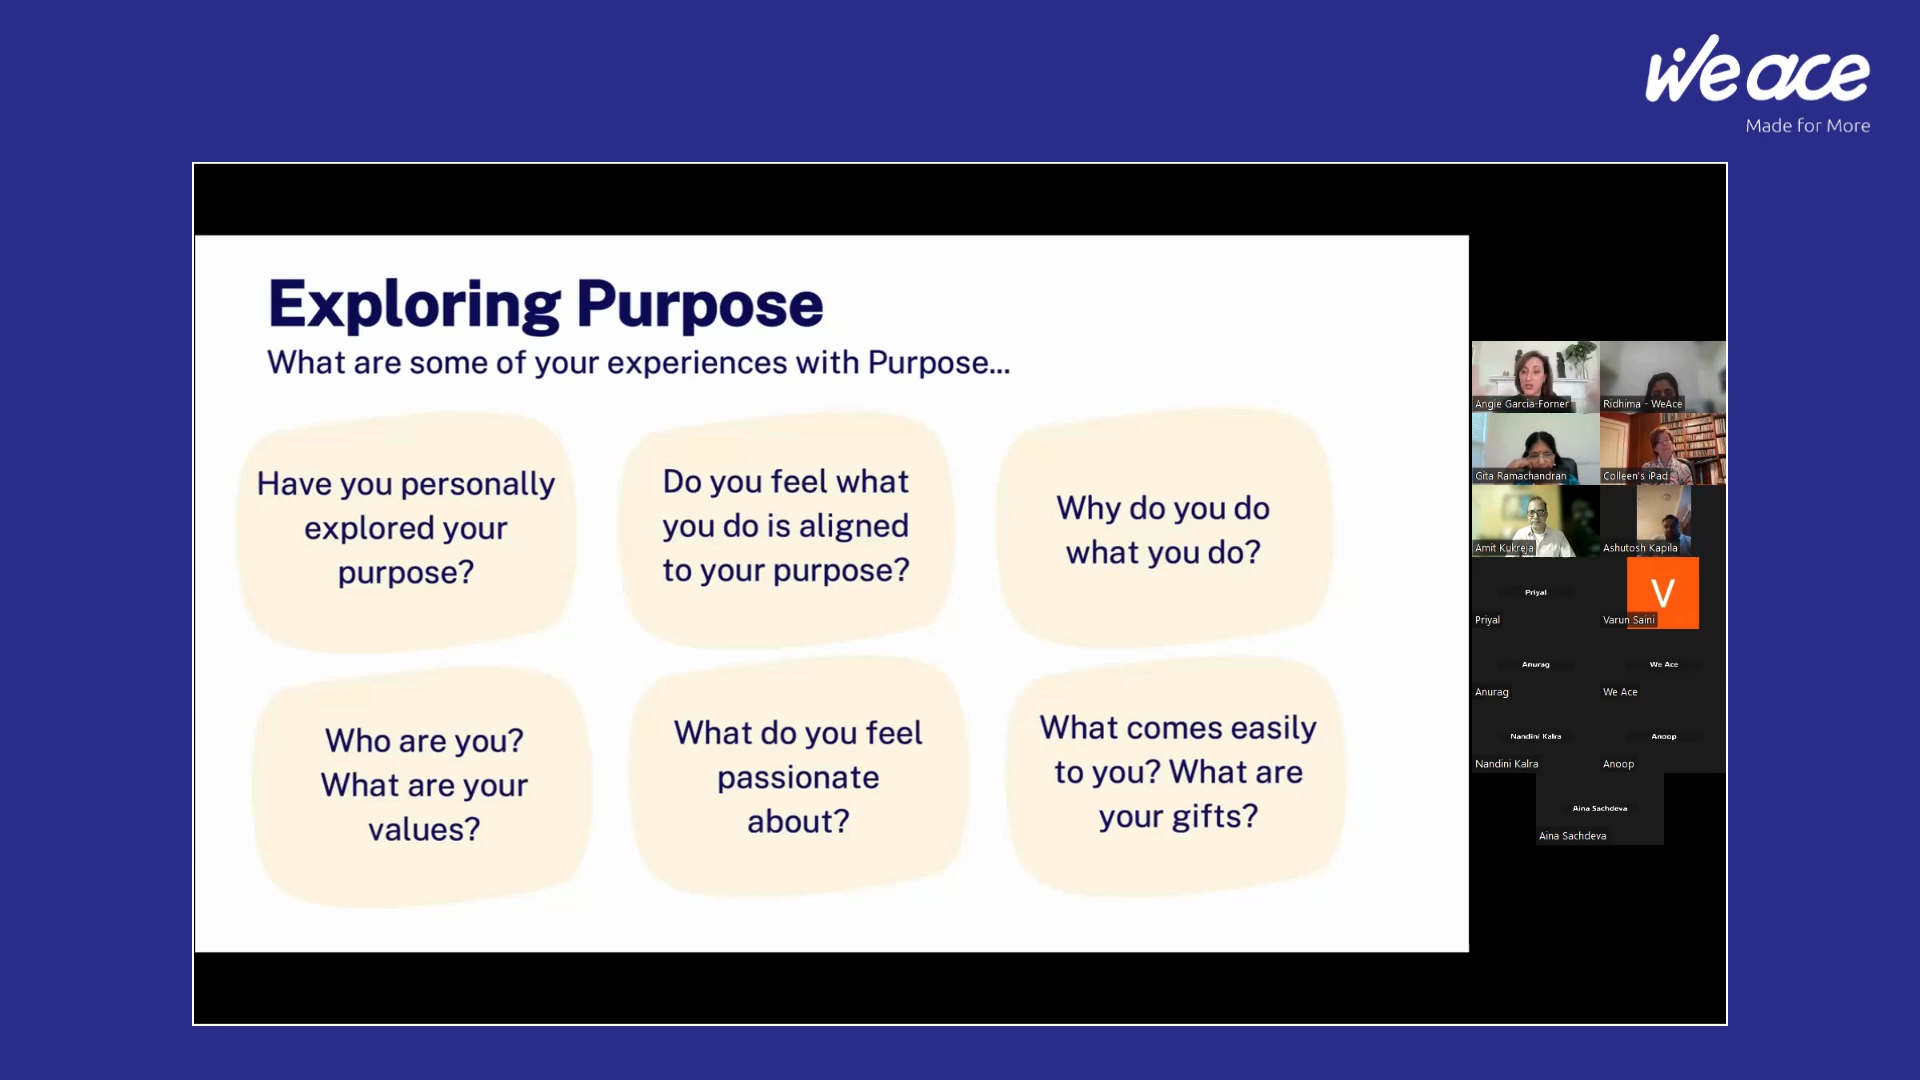 We ace
Made for More
Exploring Purpose
What are some of your experiences with Purpose...
Have you personally
explored your
purpose?
Do you feel what
you do is aligned
to your purpose?
Why do you do
what you do?
Who are you?
What are your
values?
What do you feel
passionate
about?
What comes easily
to you? What are
your gifts?
Angie Garcia-Forner
Ridhima - WeAce
Gita Ramachandran
Colleen's iPad
Amit Kukreja
Ashutosh Kapila
Priyal
Priyal
V
Varun Saini
Anurag
Anurag
We Ace
We Ace
Nandini Kalra
Nandini Kalra
Anoop
Anoop
Aina Sachdeva
Aina Sachdeva